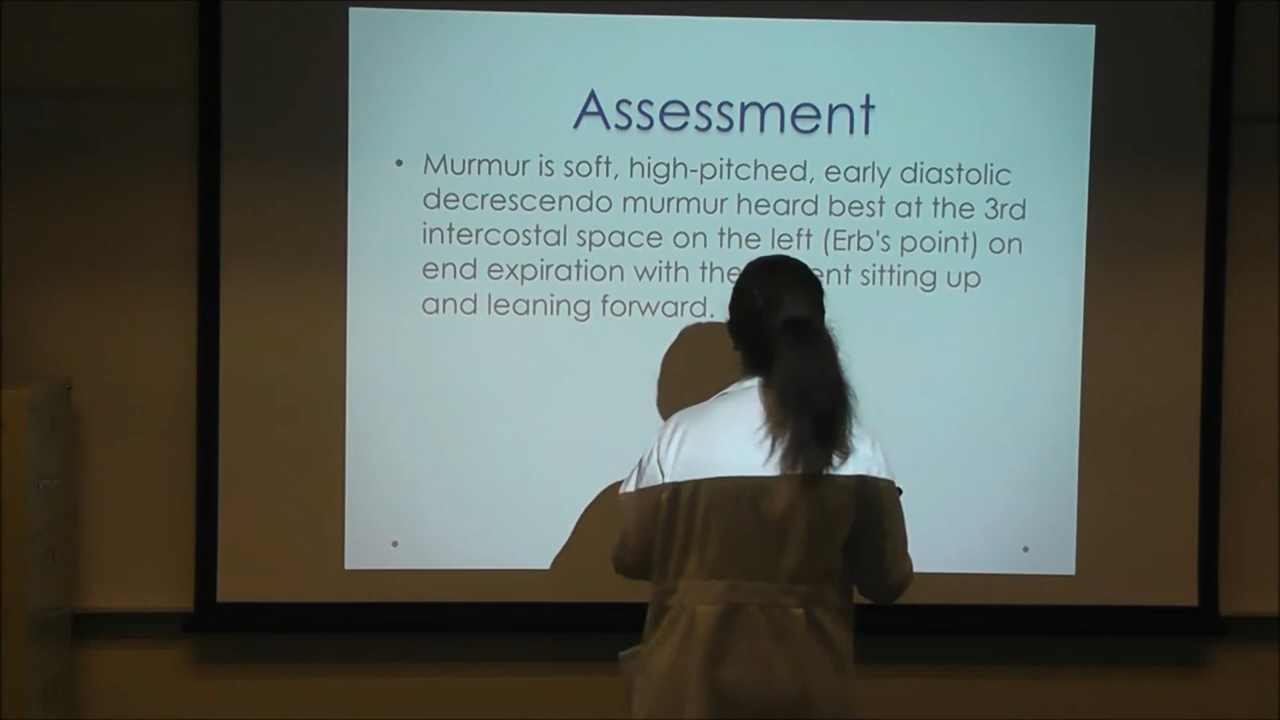 Assessment
• Murmur is soft, high-pitched, early diastolic
decrescendo murmur heard best at the 3rd
intercostal space on the left (Erb's point) on
end expiration with the sitting up
and leaning forward.